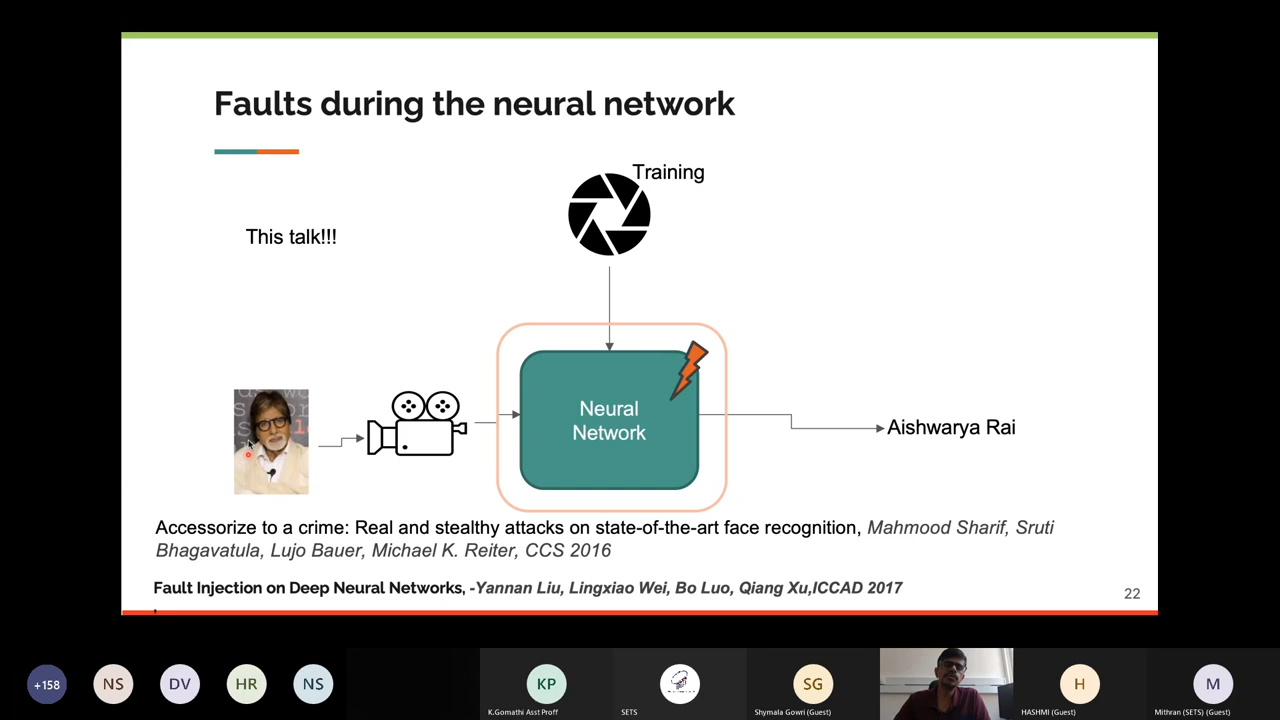 Faults during the neural network
Training
This talk!!!
Neural
Network
Aishwarya Rai
Accessorize to a crime: Real and stealthy attacks on state-of-the-art face recognition, Mahmood Sharif, Sruti
Bhagavatula, Lujo Bauer, Michael K. Reiter, CCS 2016
Fault Injection on Deep Neural Networks, -Yannan Liu, Lingxiao Wei, Bo Luo, Qiang Xu,ICCAD 2017
22
+158
NS
DV
HR
NS
KP
SG
H
M
K.Gomathi Asst Proff
SETS
Shymala Gowri (Guest)
HASHMI (Guest)
Mithran (SETS) (Guest)